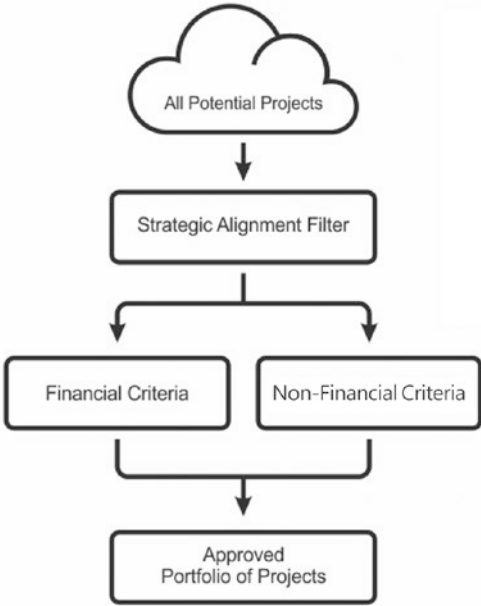 All Potential Projects
Strategic Alignment Filter
Financial Criteria
Non-Financial Criteria
Approved
Portfolio of Projects